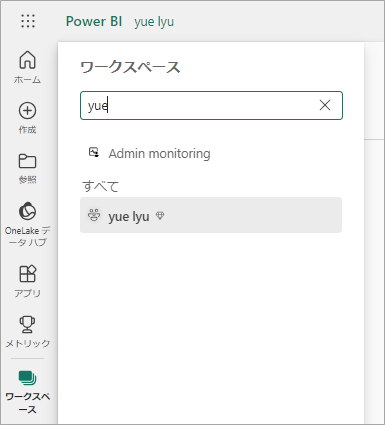 Power BI yue lyu
ホーム
作成
参照
OneLake デ
ータ ハブ
アプリ
メトリック
ワークスペ
ース
ワークスペース
yue
Admin monitoring
すべて
yue lyu